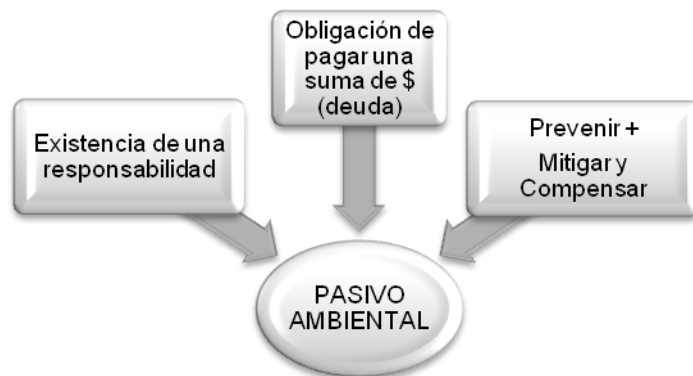 Obligación de
pagar una
suma de $
(deuda)
Existencia de una
responsabilidad
Prevenir +
Mitigar y
Compensar
PASIVO
AMBIENTAL